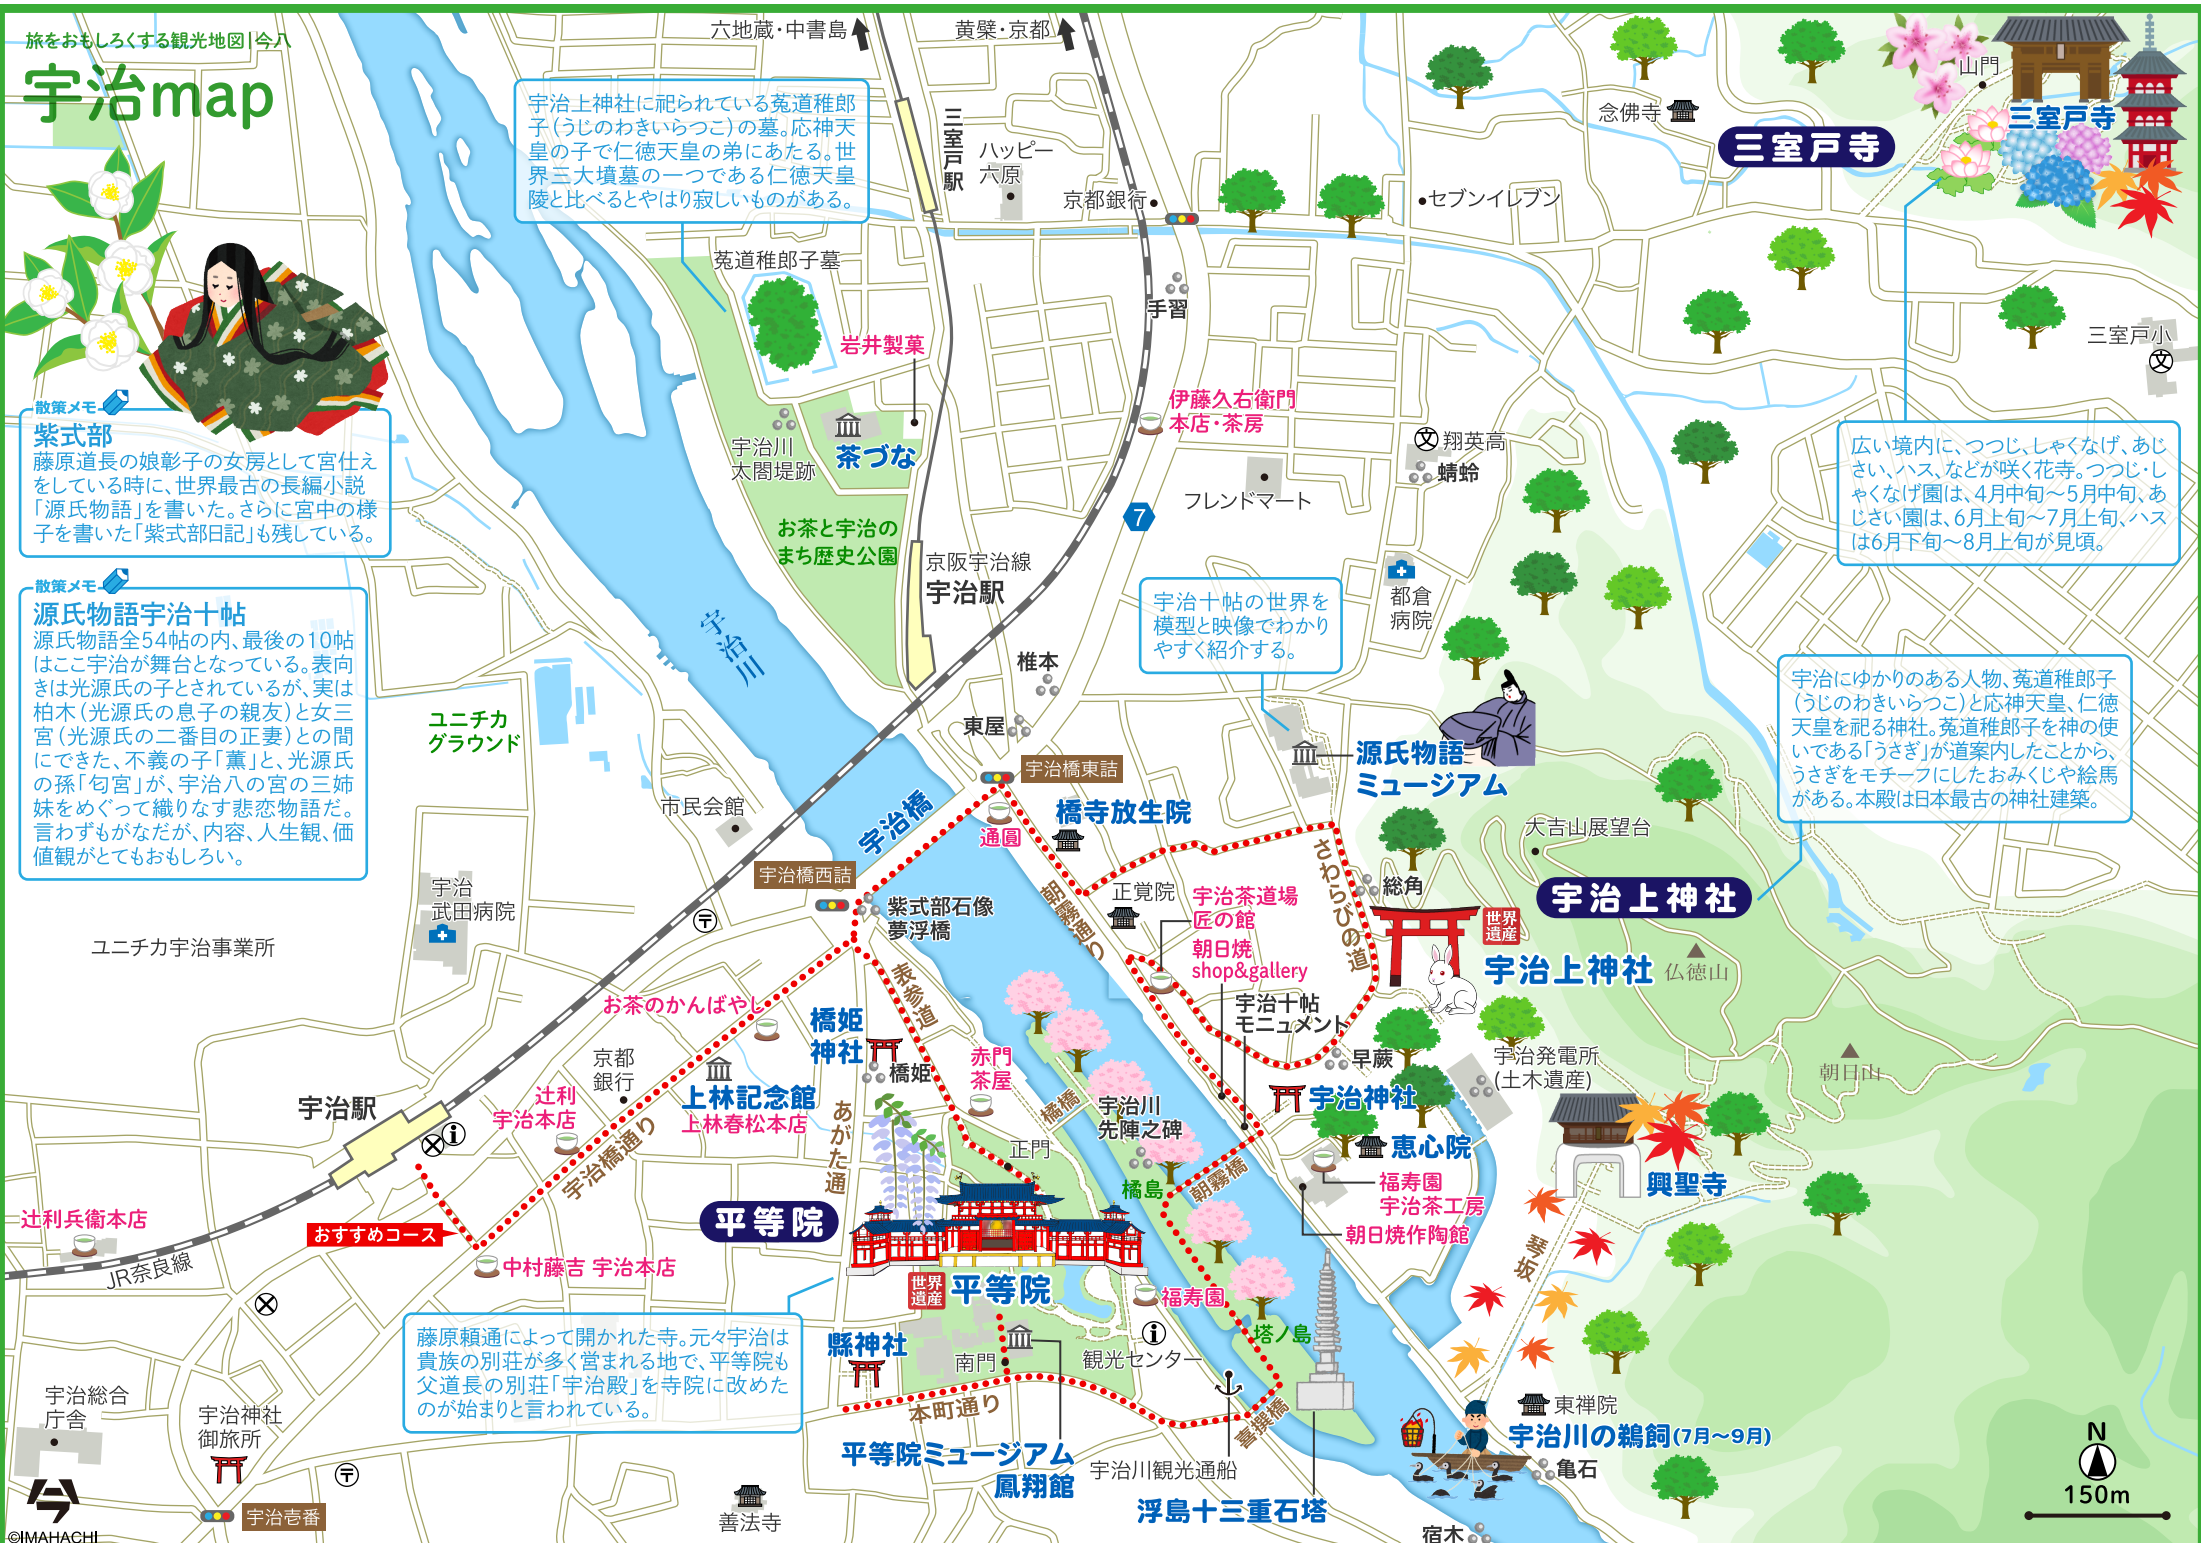 旅をおもしろくする観光地図|今八
宇治map
六地蔵・中書島
黄檗・京都
宇治上神社に祀られている菟道稚郎
子(うじのわきいらつこ)の墓。応神天
皇の子で仁徳天皇の弟にあたる。世
界三大墳墓の一つである仁徳天皇
陵と比べるとやはり寂しいものがある。
三室戸駅
ハッピー
六原
京都銀行
セブンイレブン
念佛寺
山門
三室戸寺
三室戸寺
三室戸小
菟道稚郎子墓
岩井製菓
手習
伊藤久右衛門
本店・茶房
翔英高
蜻蛉
フレンドマート
7
宇治川
太閤堤跡
茶づな
お茶と宇治の
まち歴史公園
京阪宇治線
宇治駅
都倉
病院
広い境内に、つつじ、しゃくなげ、あじ
さい、ハス、などが咲く花寺。つつじ・し
ゃくなげ園は、4月中旬〜5月中旬、あ
じさい園は、6月上旬〜7月上旬、ハス
は6月下旬〜8月上旬が見頃。
散策メモ
紫式部
藤原道長の娘彰子の女房として宮仕え
をしている時に、世界最古の長編小説
「源氏物語」を書いた。さらに宮中の様
子を書いた「紫式部日記」も残している。
散策メモ
源氏物語宇治十帖
源氏物語全54帖の内、最後の10帖
はここ宇治が舞台となっている。表向
きは光源氏の子とされているが、実は
柏木(光源氏の息子の親友)と女三
宮(光源氏の二番目の正妻)との間
にできた、不義の子「薫」と、光源氏
の孫「匂宮」が、宇治八の宮の三姉
妹をめぐって織りなす悲恋物語だ。
言わずもがなだが、内容、人生観、価
値観がとてもおもしろい。
宇治川
宇治十帖の世界を
模型と映像でわかり
やすく紹介する。
椎本
東屋
宇治橋東詰
源氏物語
ミュージアム
宇治にゆかりのある人物、菟道稚郎子
(うじのわきいらつこ)と応神天皇、仁徳
天皇を祀る神社。菟道稚郎子を神の使
いである「うさぎ」が道案内したことから、
うさぎをモチーフにしたおみくじや絵馬
がある。本殿は日本最古の神社建築。
ユニチカ
グラウンド
市民会館
宇治橋
通圓
橋寺放生院
宇治橋西詰
紫式部石像
夢浮橋
朝霧通り
正覚院
宇治茶道場
匠の館
朝日焼
shop&gallery
さわらびの道
総角
大吉山展望台
宇治上神社
世界
遺産
宇治上神社
仏徳山
朝日山
宇治
武田病院
ユニチカ宇治事業所
お茶のかんばやし
表参道
橋姫
神社
橋姫
宇治十帖
モニュメント
早蕨
宇治発電所
(土木遺産)
宇治神社
京都
銀行
上林記念館
上林春松本店
赤門
茶屋
橘橋
宇治川
先陣之碑
宇治駅
辻利
宇治本店
宇治橋通り
あがた通
正門
橘島
朝霧橋
恵心院
福寿園
宇治茶工房
朝日焼作陶館
興聖寺
琴坂
辻利兵衞本店
JR奈良線
おすすめコース
中村藤吉 宇治本店
平等院
世界
遺産
平等院
福寿園
塔ノ島
藤原頼通によって開かれた寺。元々宇治は
貴族の別荘が多く営まれる地で、平等院も
父道長の別荘「宇治殿」を寺院に改めた
のが始まりと言われている。
縣神社
南門
観光センター
本町通り
喜撰橋
平等院ミュージアム
鳳翔館
宇治川観光通船
浮島十三重石塔
東禅院
宇治川の鵜飼(7月〜9月)
亀石
宿木
宇治総合
庁舎
宇治神社
御旅所
宇治壱番
善法寺
N
150m
今
©IMAHACHI